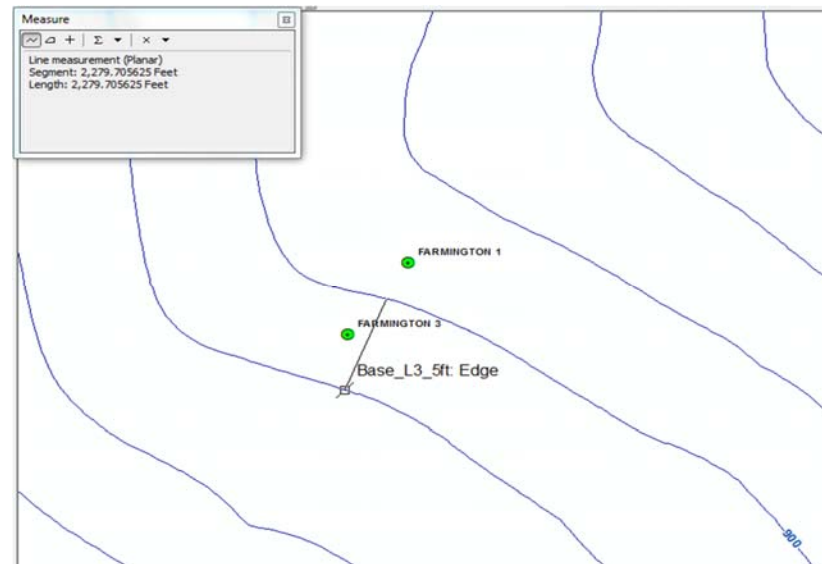 Measure
Σ
Line measurement (Planar)
Segment: 2,279.705625 Feet
Length: 2,279.705625 Feet
FARMINGTON 1
FARMINGTON 3
Base_L3_5ft: Edge
900